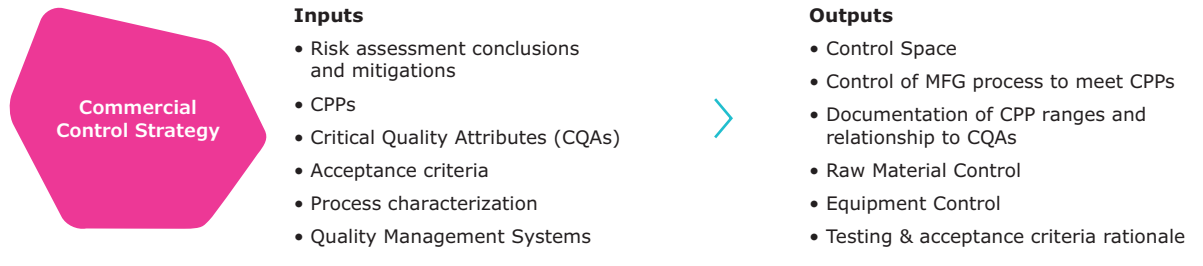 Commercial
Control Strategy
Inputs
• Risk assessment conclusions
and mitigations
• CPPs
• Critical Quality Attributes (CQAs)
• Acceptance criteria
• Process characterization
• Quality Management Systems
Outputs
• Control Space
• Control of MFG process to meet CPPs
• Documentation of CPP ranges and
relationship to CQAs
• Raw Material Control
• Equipment Control
• Testing & acceptance criteria rationale